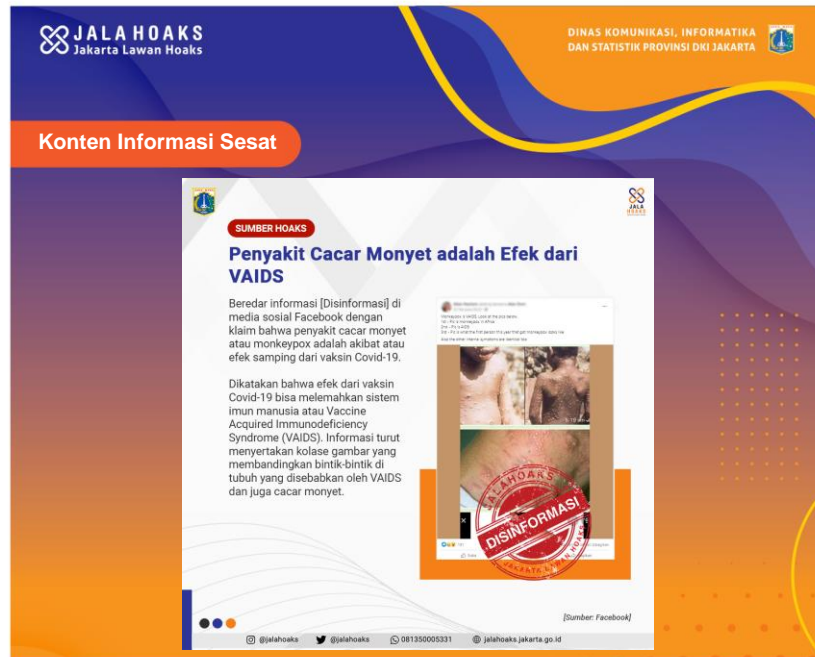 JALA HOAKS
Jakarta Lawan Hoaks
DINAS KOMUNIKASI, INFORMATIKA
DAN STATISTIK PROVINSI DKI JAKARTA
Konten Informasi Sesat
JALA
HOAKS
SUMBER HOAKS
Penyakit Cacar Monyet adalah Efek dari
VAIDS
Beredar informasi [Disinformasi] di
media sosial Facebook dengan
klaim bahwa penyakit cacar monyet
atau monkeypox adalah akibat atau
efek samping dari vaksin Covid-19.
Dikatakan bahwa efek dari vaksin
Covid-19 bisa melemahkan sistem
imun manusia atau Vaccine
Acquired Immunodeficiency
Syndrome (VAIDS). Informasi turut
menyertakan kolase gambar yang
membandingkan bintik-bintik di
tubuh yang disebabkan oleh VAIDS
dan juga cacar monyet.
JALAHOAKS
DISINFORMASI
JAKARTA LAWAN HOAKS
[Sumber: Facebook]
@jalahoaks @jalahoaks 081350005331 jalahoaks.jakarta.go.id